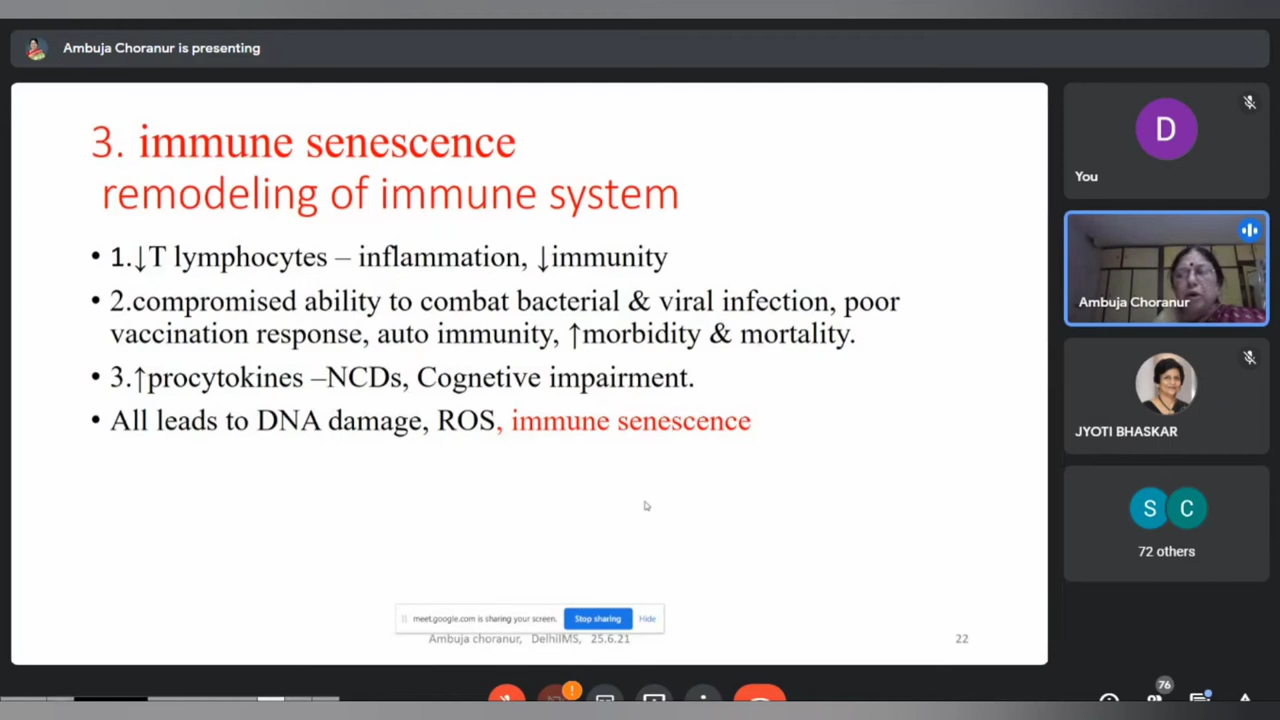 Ambuja Choranur is presenting
3. immune senescence
remodeling of immune system
• 1.↓T lymphocytes – inflammation, ↓immunity
• 2.compromised ability to combat bacterial & viral infection, poor
vaccination response, auto immunity, ↑morbidity & mortality.
• 3.↑procytokines –NCDs, Cognetive impairment.
• All leads to DNA damage, ROS, immune senescence
meet.google.com is sharing your screen. Stop sharing Hide
Ambuja choranur, DelhiIMS, 25.6.21 22
D
You
Ambuja Choranur
JYOTI BHASKAR
S C
72 others
76